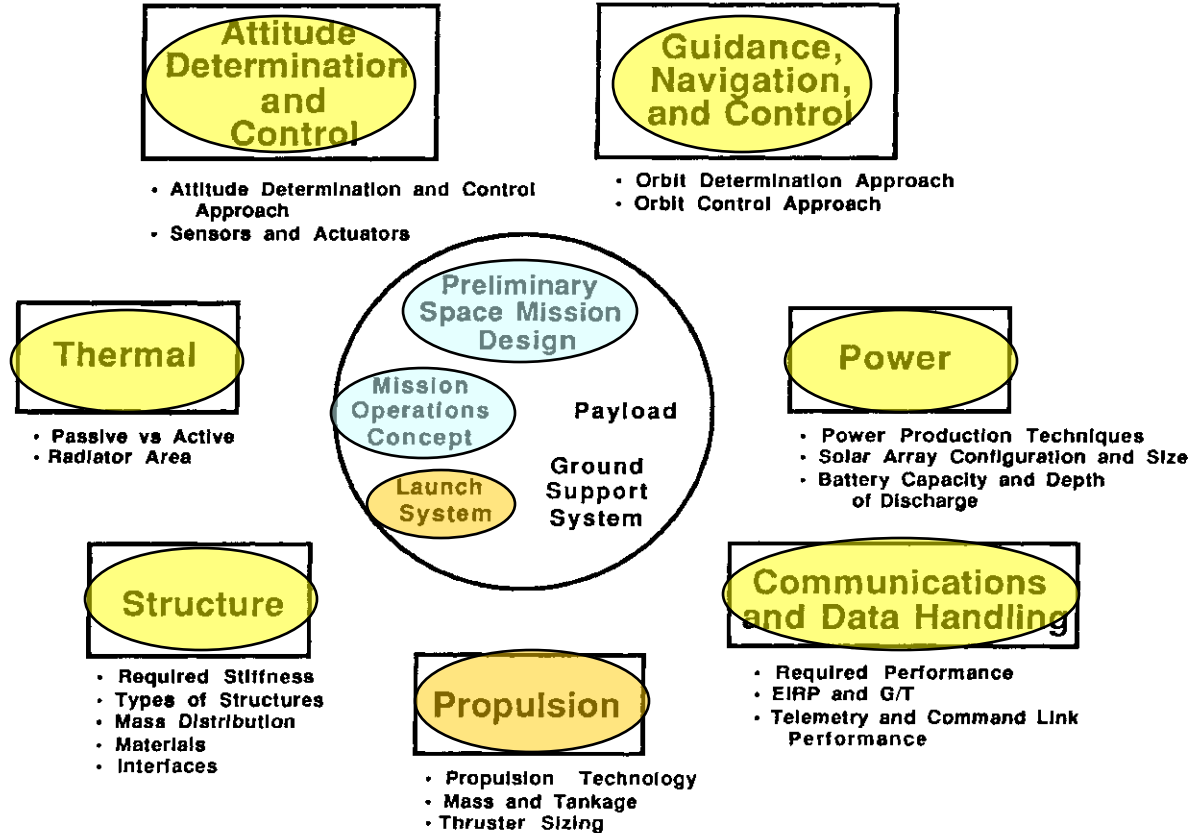 Attitude
Determination
and
Control
• Attitude Determination and Control
Approach
• Sensors and Actuators
Guidance,
Navigation,
and Control
• Orbit Determination Approach
• Orbit Control Approach
Preliminary
Space Mission
Design
Mission
Operations
Concept
Payload
Launch
System
Ground
Support
System
Thermal
• Passive vs Active
• Radiator Area
Power
• Power Production Techniques
• Solar Array Configuration and Size
• Battery Capacity and Depth
of Discharge
Structure
• Required Stiffness
• Types of Structures
• Mass Distribution
• Materials
• Interfaces
Propulsion
• Propulsion Technology
• Mass and Tankage
• Thruster Sizing
Communications
and Data Handling
• Required Performance
• EIRP and G/T
• Telemetry and Command Link
Performance